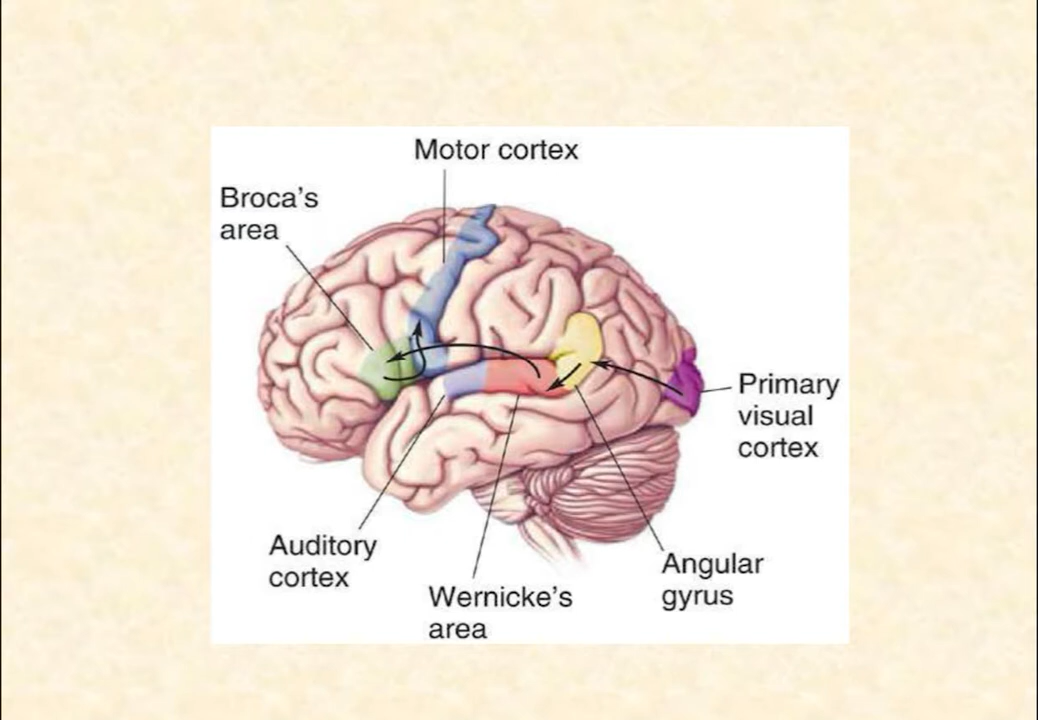 Motor cortex
Broca's
area
Primary
visual
cortex
Auditory
cortex
Angular
gyrus
Wernicke's
area